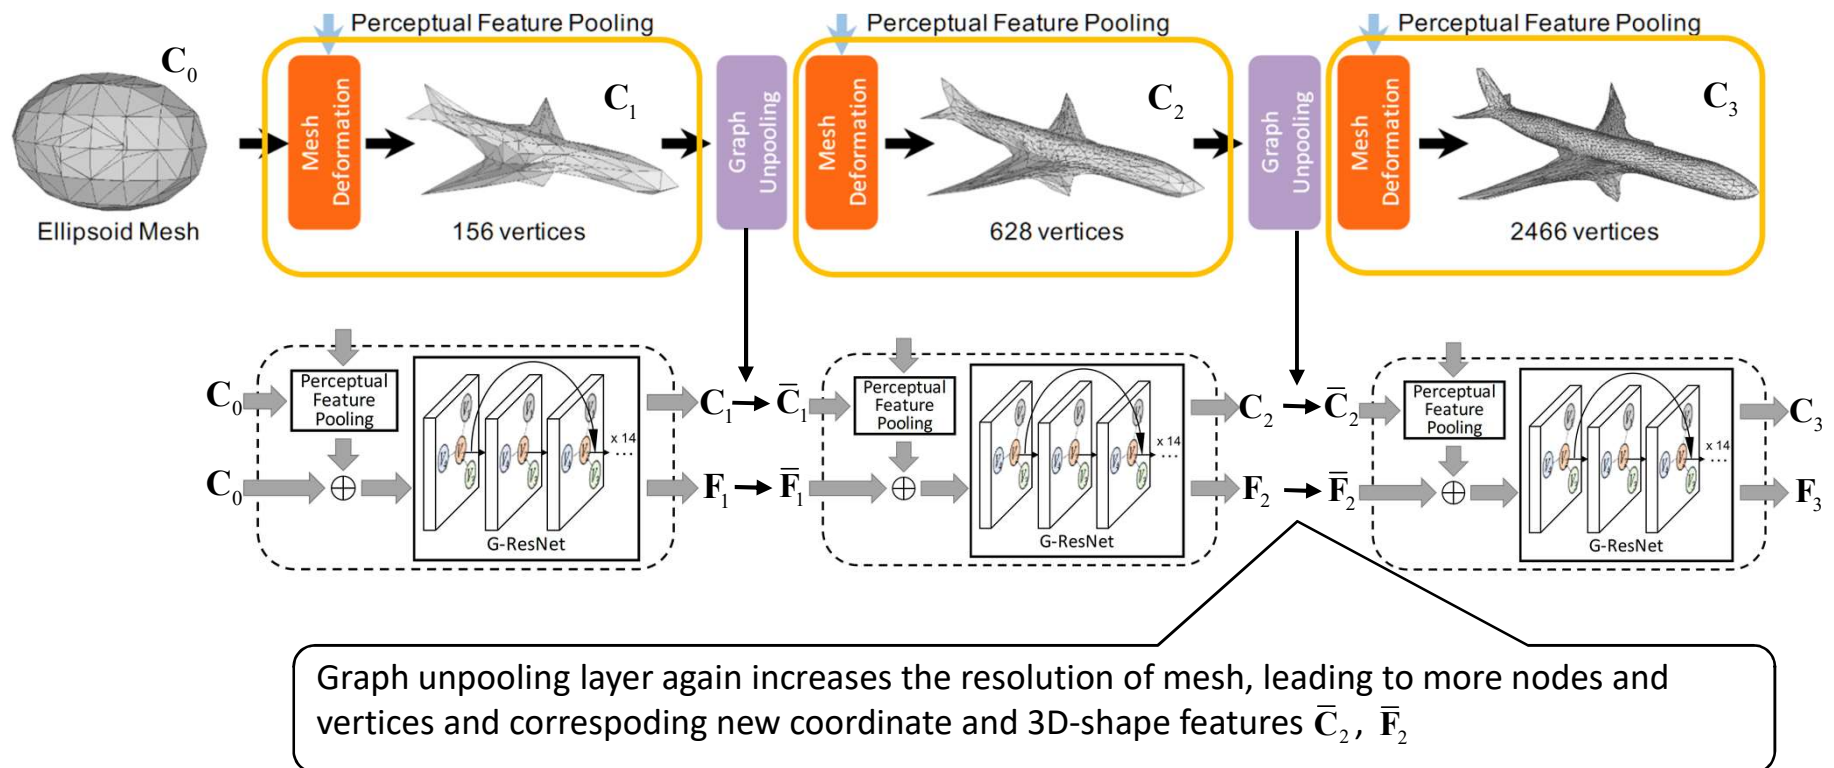 Perceptual Feature Pooling
Perceptual Feature Pooling
Perceptual Feature Pooling
C₀
Mesh Deformation
C₁
Graph Unpooling
Mesh Deformation
C₂
Graph Unpooling
Mesh Deformation
C₃
Ellipsoid Mesh
156 vertices
628 vertices
2466 vertices
C₀
Perceptual
Feature
Pooling
C₁
C̅₁
Perceptual
Feature
Pooling
C₂
C̅₂
Perceptual
Feature
Pooling
C₃
x 14
...
x 14
...
x 14
...
C₀
F₁
F̅₁
F₂
F̅₂
F₃
G-ResNet
G-ResNet
G-ResNet
Graph unpooling layer again increases the resolution of mesh, leading to more nodes and
vertices and correspoding new coordinate and 3D-shape features C̅₂, F̅₂